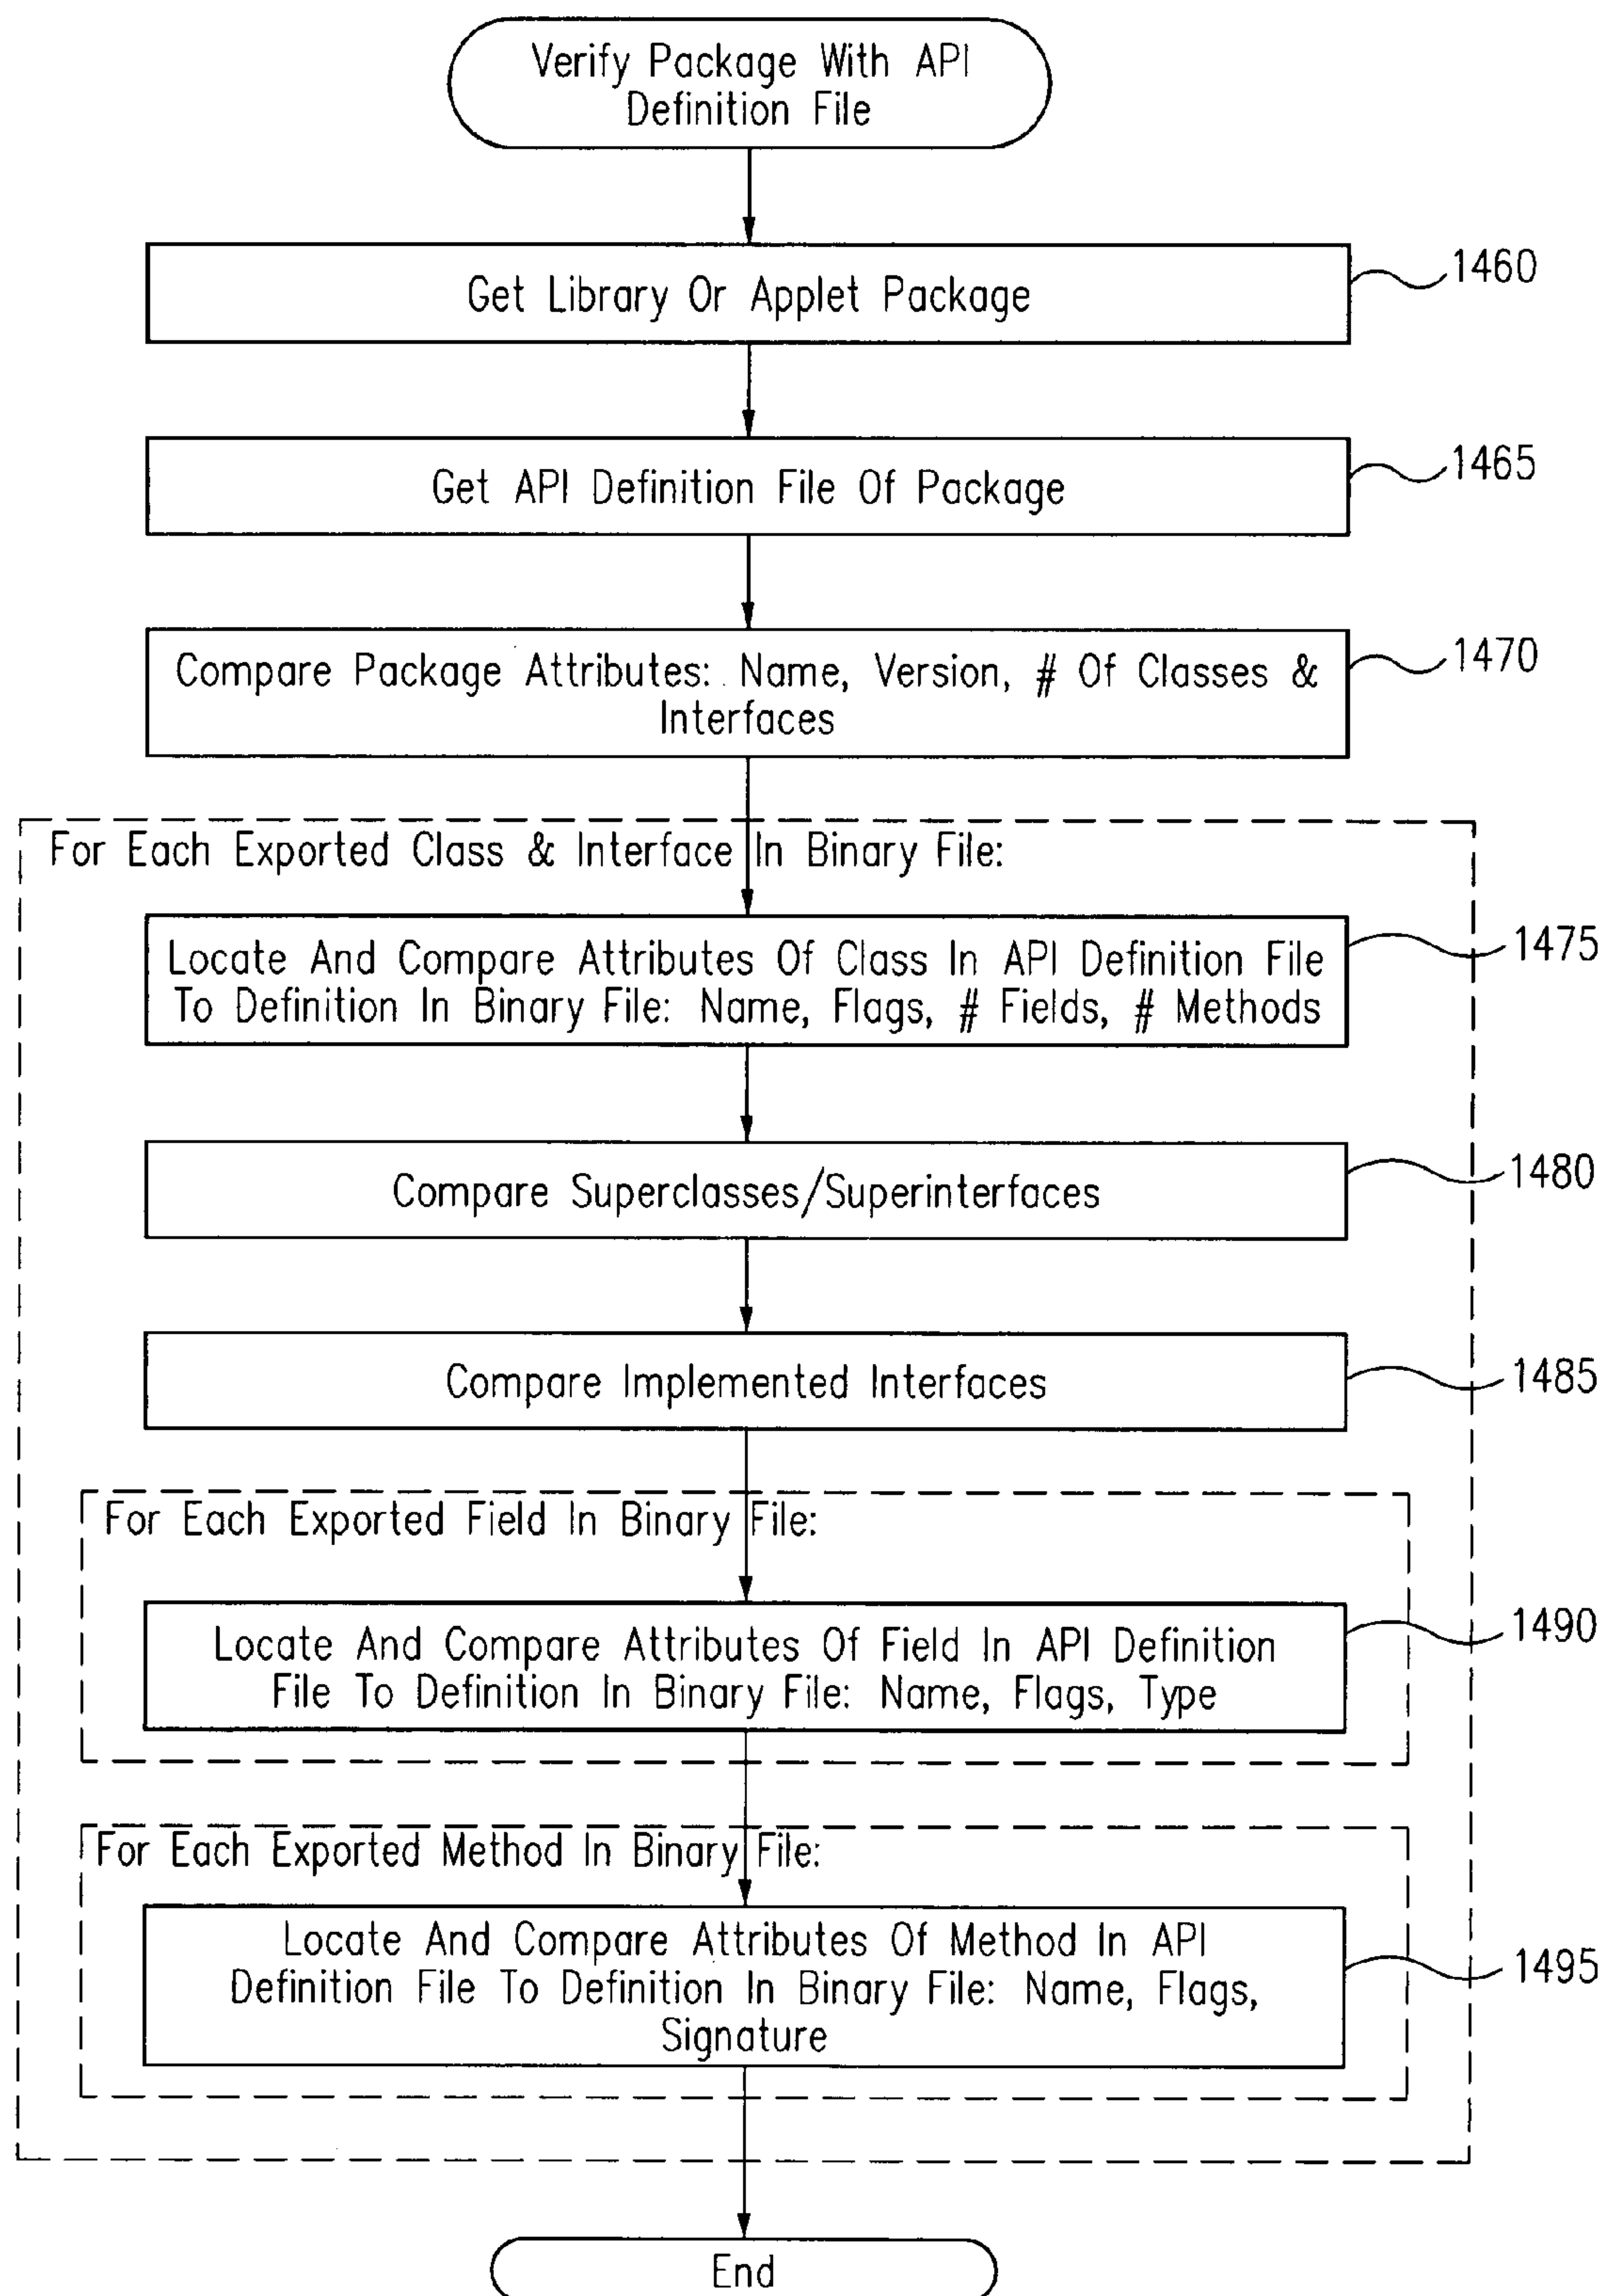 Verify Package With API
Definition File
Get Library Or Applet Package
1460
Get API Definition File Of Package
1465
Compare Package Attributes: Name, Version, # Of Classes &
Interfaces
1470
For Each Exported Class & Interface In Binary File:
Locate And Compare Attributes Of Class In API Definition File
To Definition In Binary File: Name, Flags, # Fields, # Methods
1475
Compare Superclasses/Superinterfaces
1480
Compare Implemented Interfaces
1485
For Each Exported Field In Binary File:
Locate And Compare Attributes Of Field In API Definition
File To Definition In Binary File: Name, Flags, Type
1490
For Each Exported Method In Binary File:
Locate And Compare Attributes Of Method In API
Definition File To Definition In Binary File: Name, Flags,
Signature
1495
End